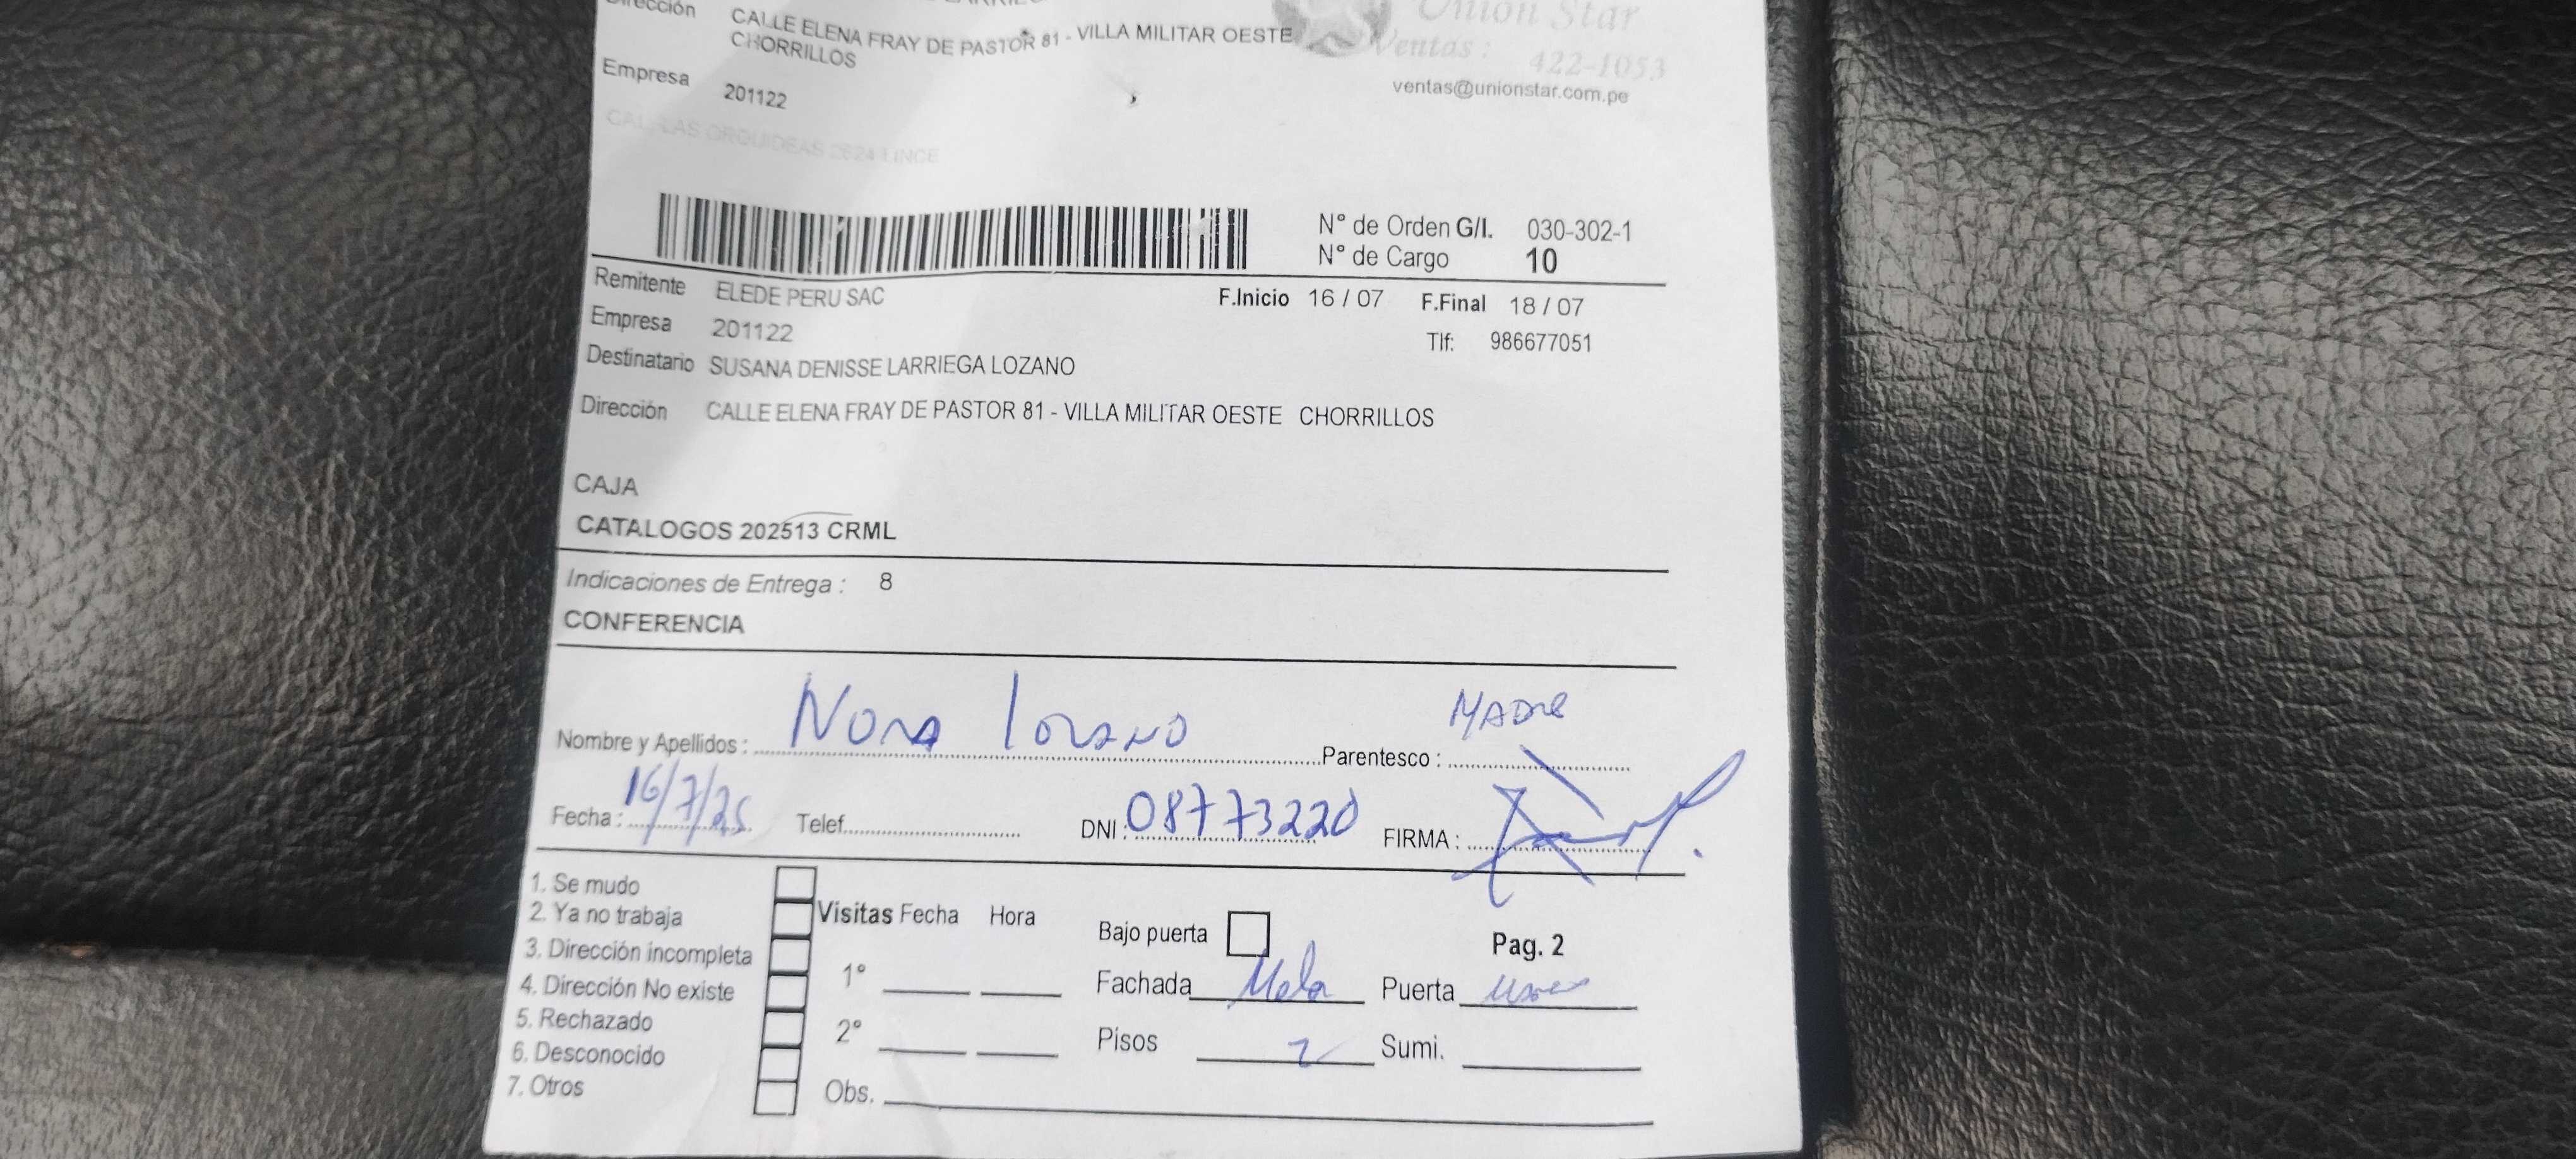 Dirección CALLE ELENA FRAY DE PASTOR 81 - VILLA MILITAR OESTE
CHORRILLOS
Union Star
Ventas : 422-1053
ventas@unionstar.com.pe
Empresa 201122
CAL. LAS ORQUIDEAS 2624 LINCE
N° de Orden G/I. 030-302-1
N° de Cargo 10
Remitente ELEDE PERU SAC F.Inicio 16 / 07 F.Final 18 / 07
Empresa 201122 Tlf: 986677051
Destinatario SUSANA DENISSE LARRIEGA LOZANO
Dirección CALLE ELENA FRAY DE PASTOR 81 - VILLA MILITAR OESTE CHORRILLOS
CAJA
CATALOGOS 202513 CRML
Indicaciones de Entrega : 8
CONFERENCIA
Nombre y Apellidos : Nora Lozano Parentesco : MADRE
Fecha : 16/7/25 Telef. DNI : 08773220 FIRMA :
1. Se mudo
2. Ya no trabaja
3. Dirección incompleta
4. Dirección No existe
5. Rechazado
6. Desconocido
7. Otros
Visitas Fecha Hora
1°
2°
Obs.
Bajo puerta Pag. 2
Fachada Puerta
Pisos 2 Sumi.